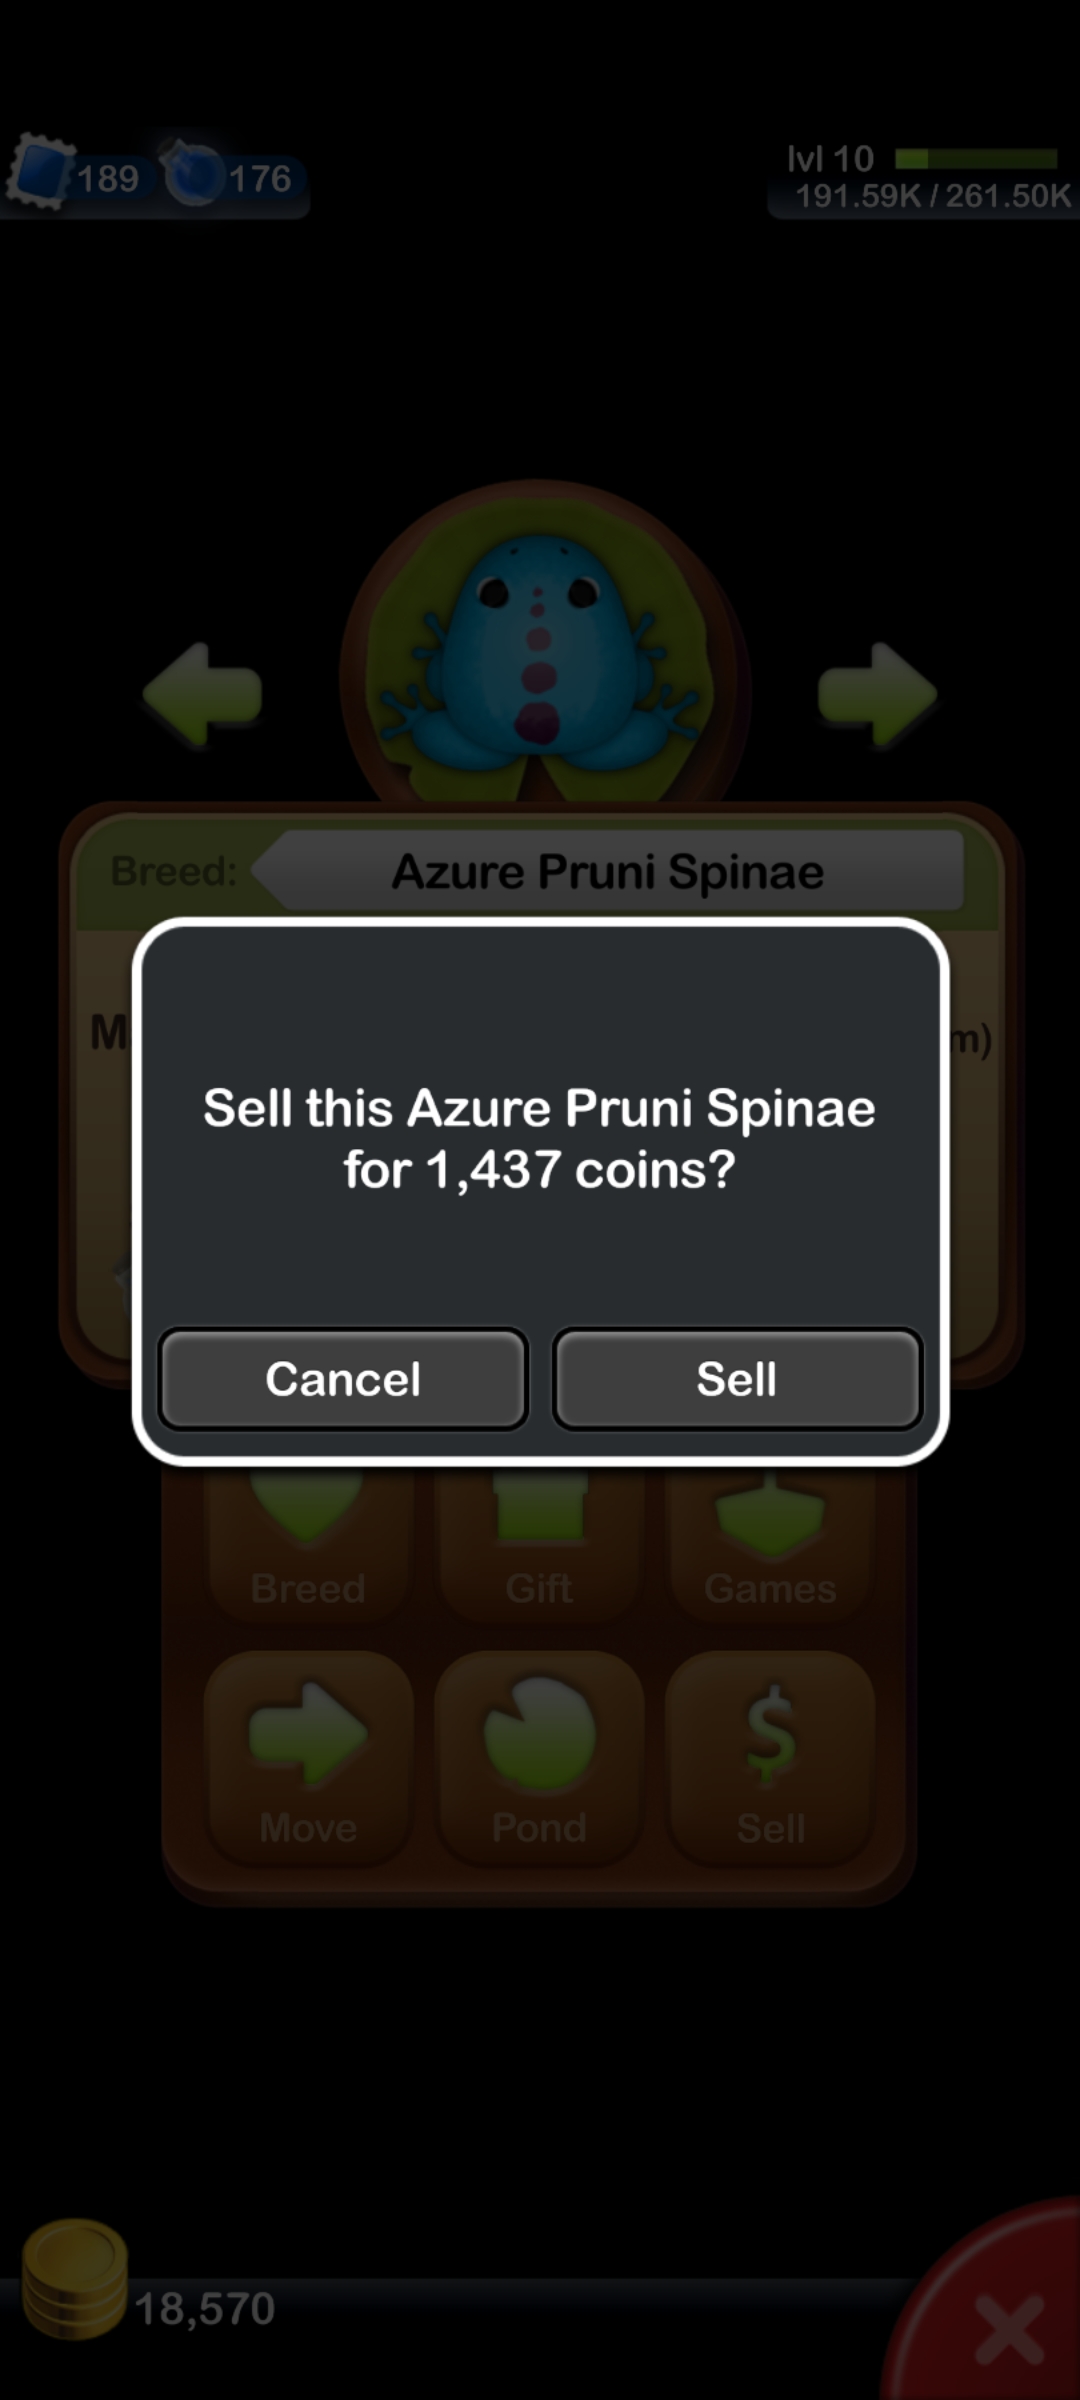 189
176
lvl 10
191.59K / 261.50K
Breed:
Azure Pruni Spinae
M
m)
Sell this Azure Pruni Spinae
for 1,437 coins?
Cancel
Sell
Breed
Gift
Games
Move
Pond
$
Sell
18,570